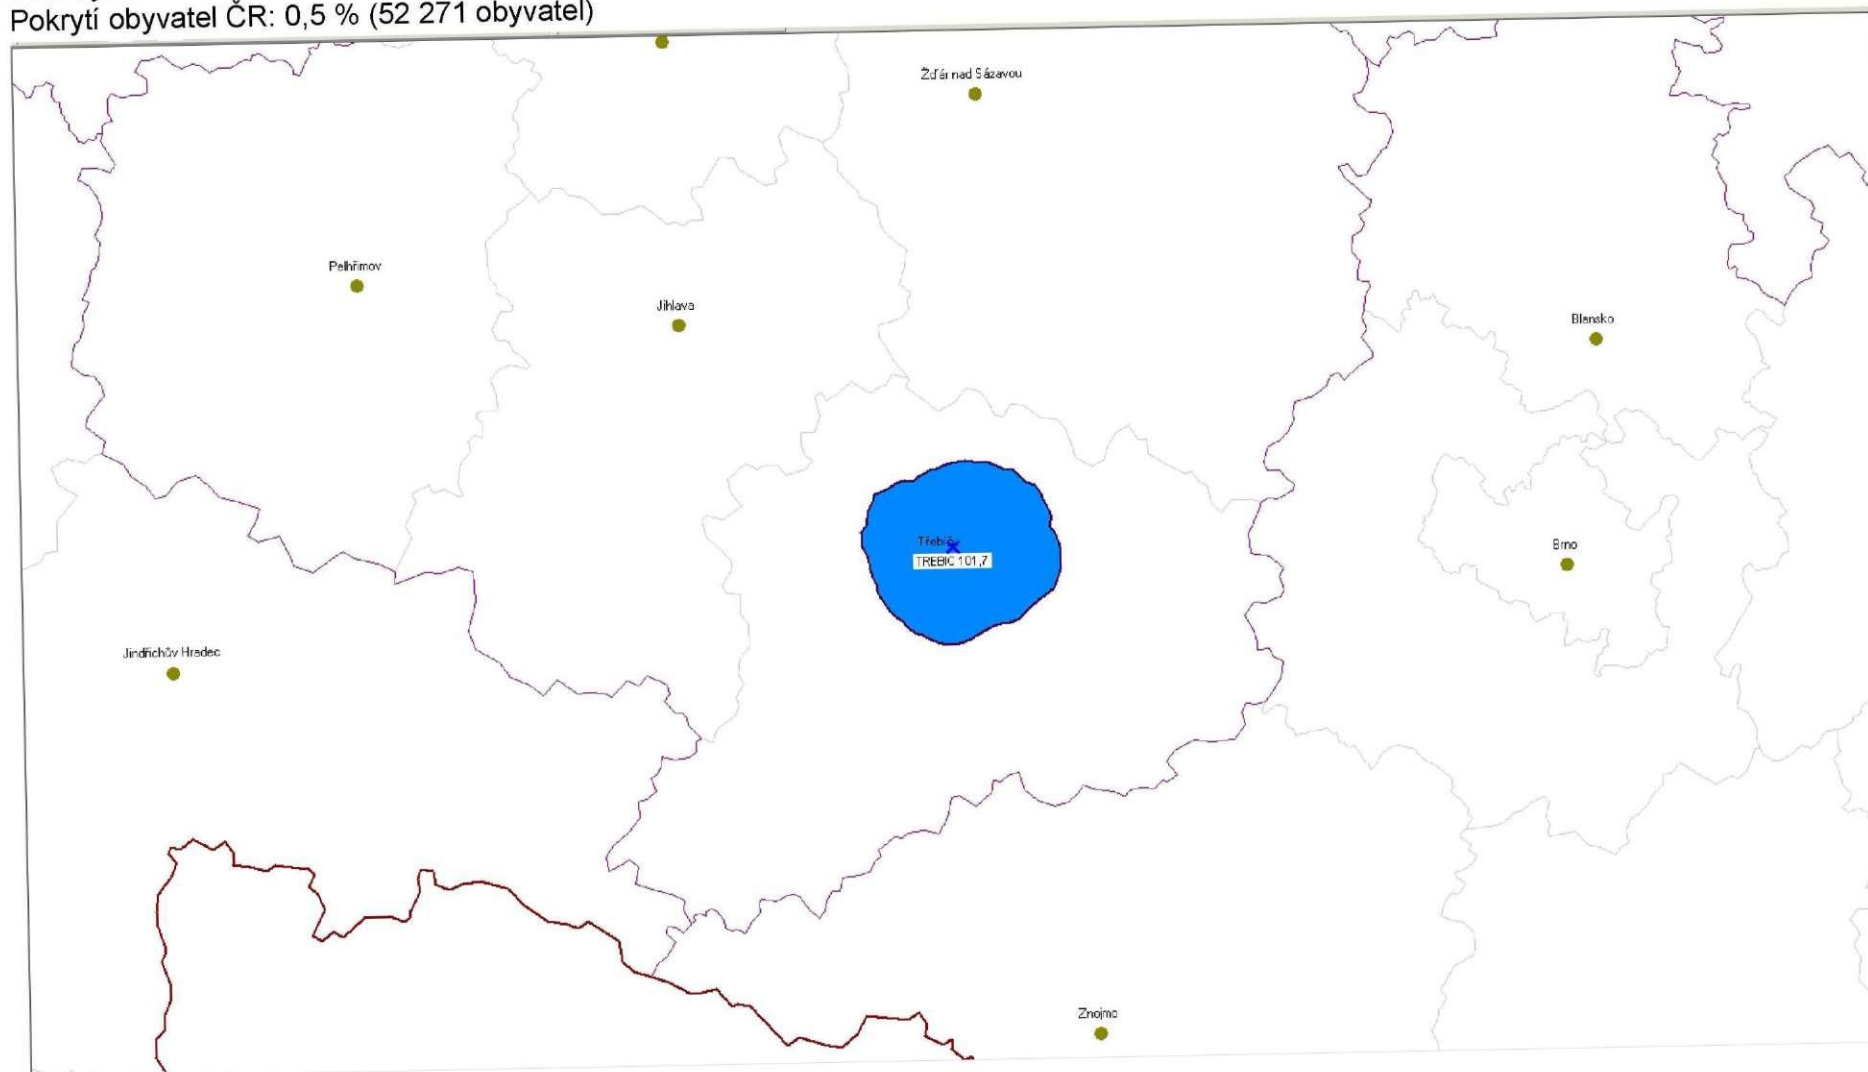 Pokrytí obyvatel ČR: 0,5 % (52 271 obyvatel)
Žďár nad Sázavou
Pelhřimov
Jihlava
Blansko
Třebíč
TREBIC 101,7
Brno
Jindřichův Hradec
Znojmo